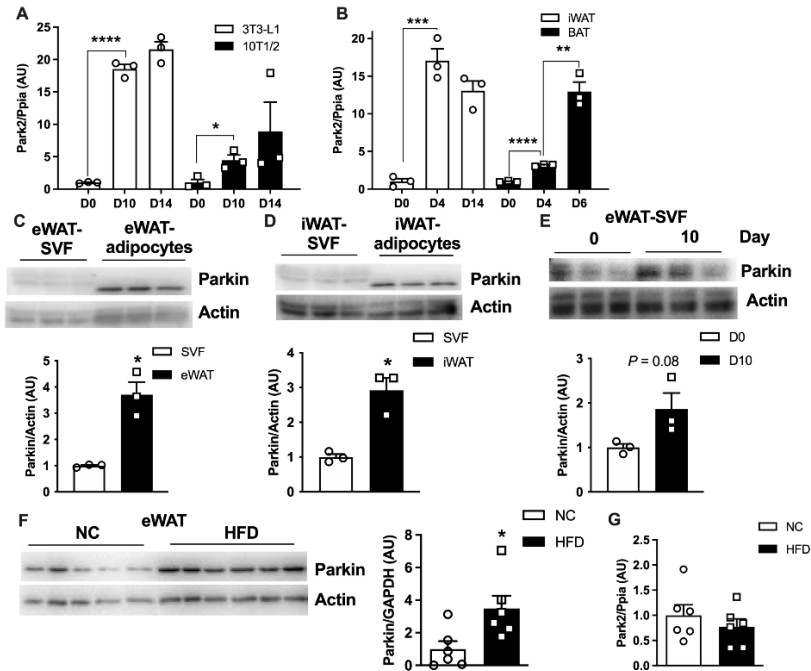 A
Park2/Ppia (AU)
25
20
15
10
5
0
****
*
3T3-L1
10T1/2
D0 D10 D14 D0 D10 D14
B
Park2/Ppia (AU)
20
15
10
5
0
***
****
**
iWAT
BAT
D0 D4 D14 D0 D4 D6
C
eWAT-SVF
eWAT-adipocytes
Parkin
Actin
Parkin/Actin (AU)
5
4
3
2
1
0
*
SVF
eWAT
D
iWAT-SVF
iWAT-adipocytes
Parkin
Actin
Parkin/Actin (AU)
4
3
2
1
0
*
SVF
iWAT
E
eWAT-SVF
0 10 Day
Parkin
Actin
Parkin/Actin (AU)
3
2
1
0
P = 0.08
D0
D10
F
eWAT
NC HFD
Parkin
Actin
Parkin/GAPDH (AU)
8
6
4
2
0
*
NC
HFD
G
Park2/Ppia (AU)
2.5
2.0
1.5
1.0
0.5
0.0
NC
HFD